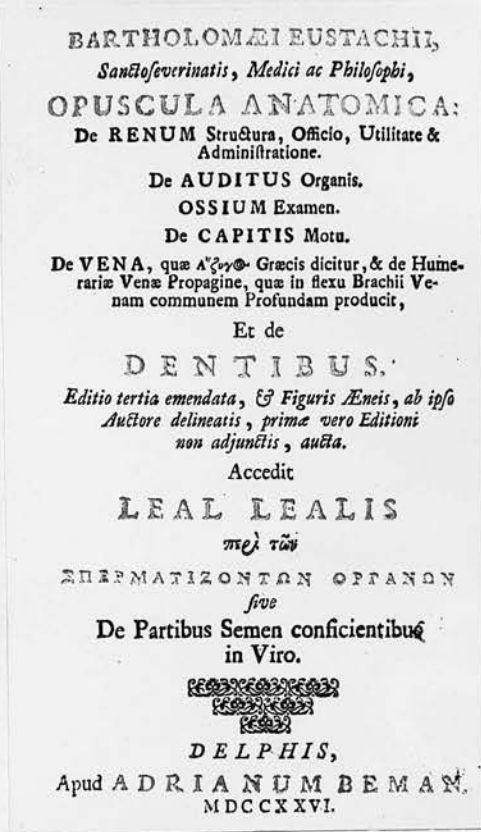 BARTHOLOMÆI EUSTACHII,
Sanctoſeverinatis, Medici ac Philoſophi,
OPUSCULA ANATOMICA:
De RENUM Structura, Officio, Utilitate &
Adminiſtratione.
De AUDITUS Organis.
OSSIUM Examen.
De CAPITIS Motu.
De VENA, quæ Ἄζυγος Græcis dicitur, & de Hume-
rariæ Venæ Propagine, quæ in flexu Brachii Ve-
nam communem Profundam producit,
Et de
DENTIBUS.
Editio tertia emendata, & Figuris Æneis, ab ipſo
Auctore delineatis, primæ vero Editioni
non adjunctis, aucta.
Accedit
LEAL LEALIS
περὶ τῶν
ΣΠΕΡΜΑΤΙΖΟΝΤΩΝ ΟΡΓΑΝΩΝ
ſive
De Partibus Semen conficientibus
in Viro.
DELPHIS,
Apud ADRIANUM BEMAN,
MDCCXXVI.